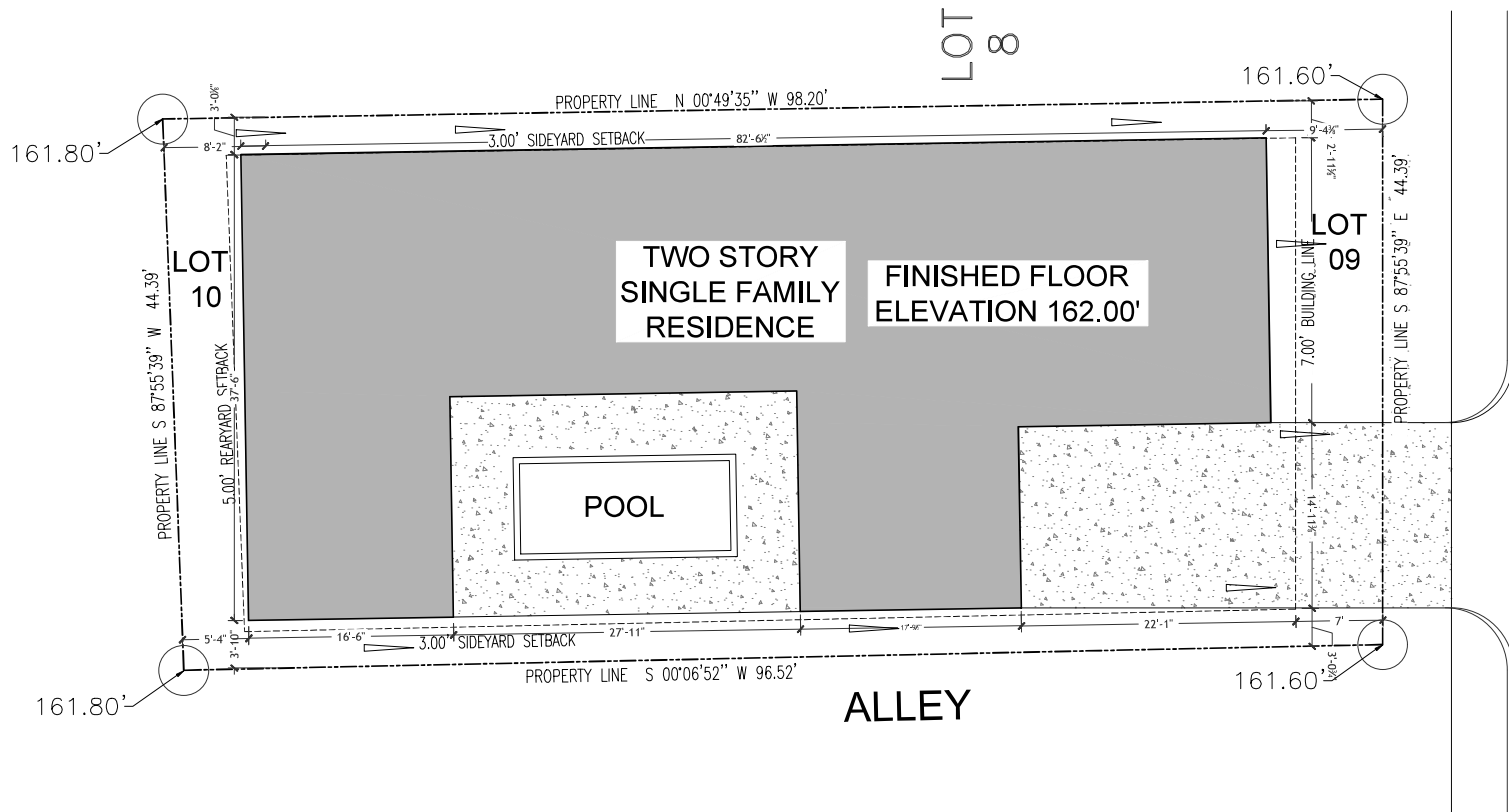 LOT
8
161.60'
PROPERTY LINE N 00°49'35" W 98.20'
161.80'
8'-2"
3.00' SIDEYARD SETBACK
82'-6½"
9'-4⅜"
LOT
10
TWO STORY
SINGLE FAMILY
RESIDENCE
FINISHED FLOOR
ELEVATION 162.00'
LOT
09
PROPERTY LINE S 87°55'39" W 44.39'
5.00' REARYARD SETBACK
37'-6"
7.00' BUILDING LINE
PROPERTY LINE S 87°55'39" E 44.39'
POOL
5'-4"
3'-10"
16'-6"
3.00' SIDEYARD SETBACK
27'-11"
22'-1"
7'
PROPERTY LINE S 00°06'52" W 96.52'
161.80'
161.60'
ALLEY